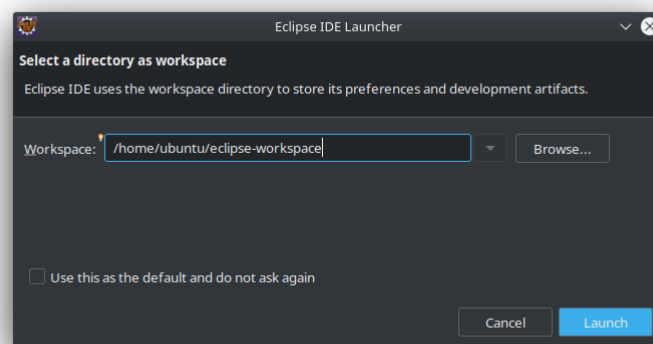 Eclipse IDE Launcher
Select a directory as workspace
Eclipse IDE uses the workspace directory to store its preferences and development artifacts.
Workspace: /home/ubuntu/eclipse-workspace Browse...
Use this as the default and do not ask again
Cancel Launch